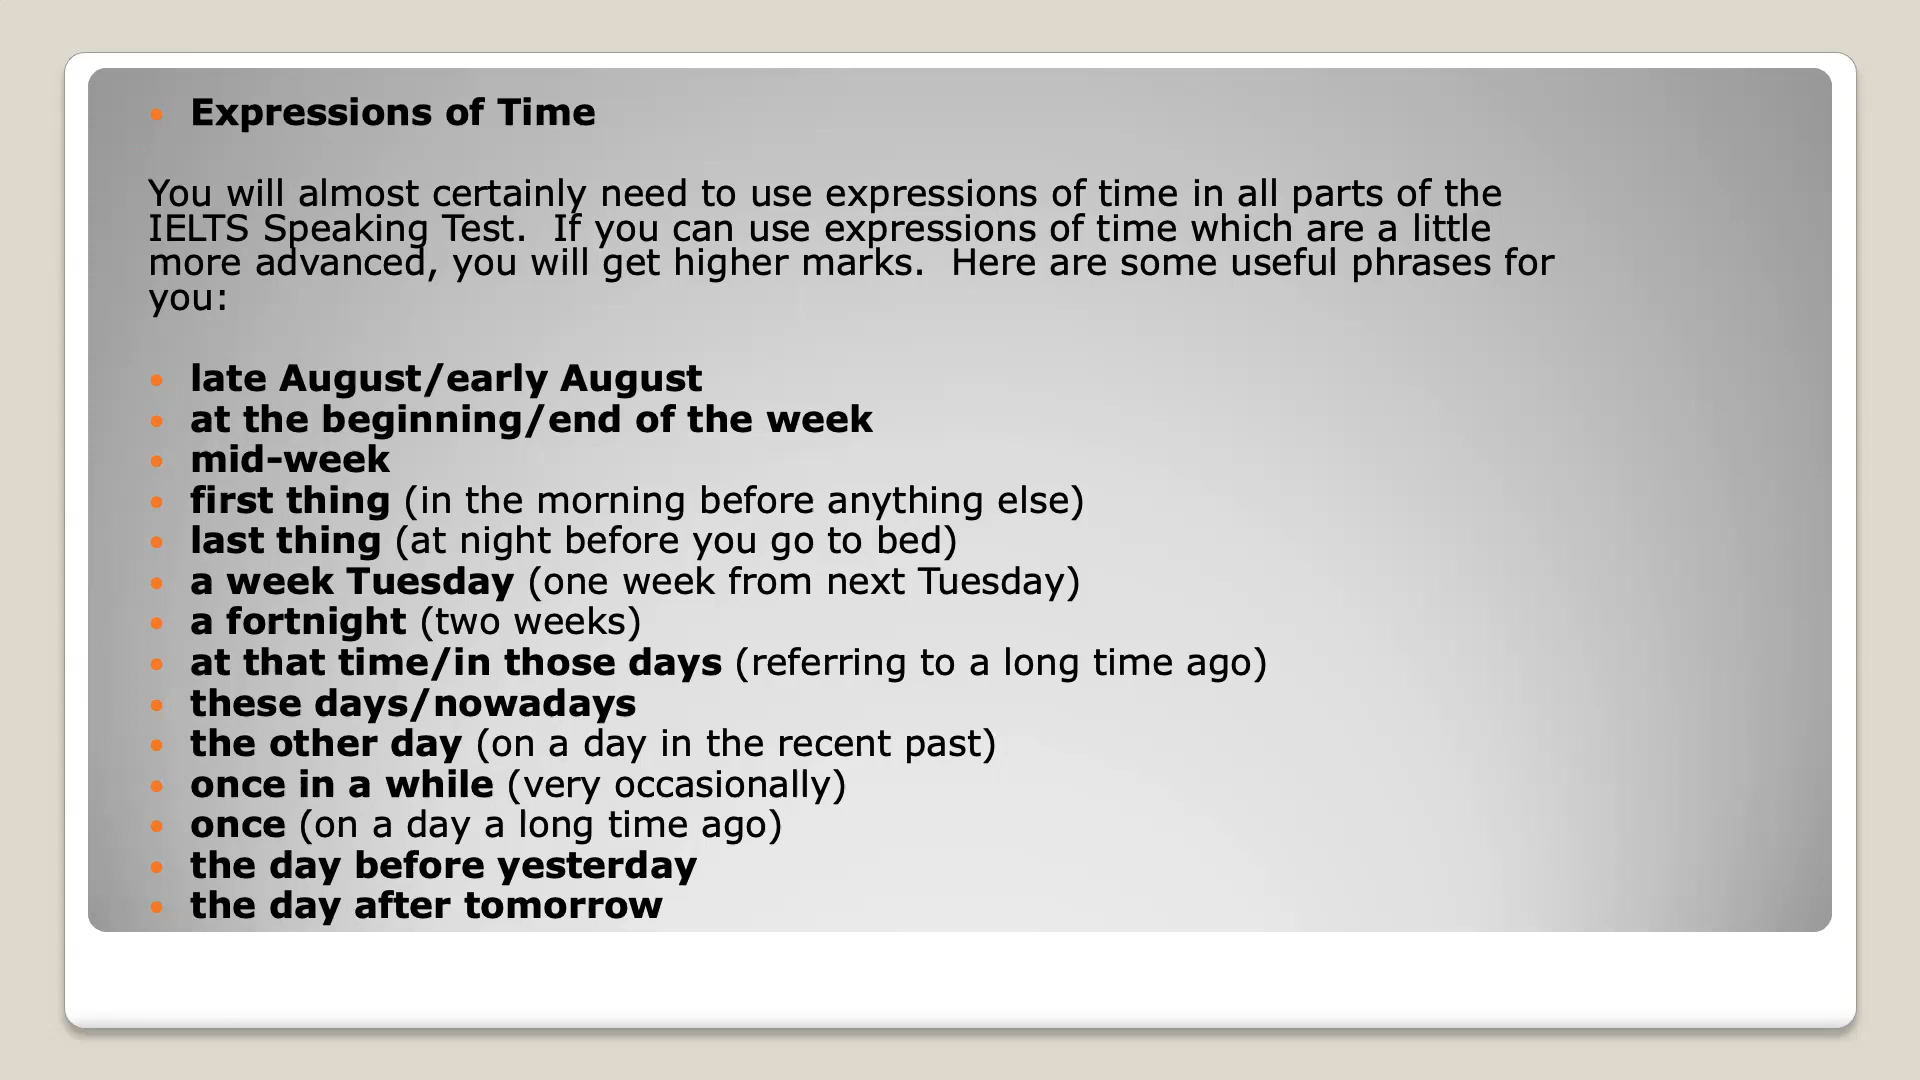 Expressions of Time
You will almost certainly need to use expressions of time in all parts of the
IELTS Speaking Test.  If you can use expressions of time which are a little
more advanced, you will get higher marks.  Here are some useful phrases for
you:
late August/early August
at the beginning/end of the week
mid-week
first thing (in the morning before anything else)
last thing (at night before you go to bed)
a week Tuesday (one week from next Tuesday)
a fortnight (two weeks)
at that time/in those days (referring to a long time ago)
these days/nowadays
the other day (on a day in the recent past)
once in a while (very occasionally)
once (on a day a long time ago)
the day before yesterday
the day after tomorrow